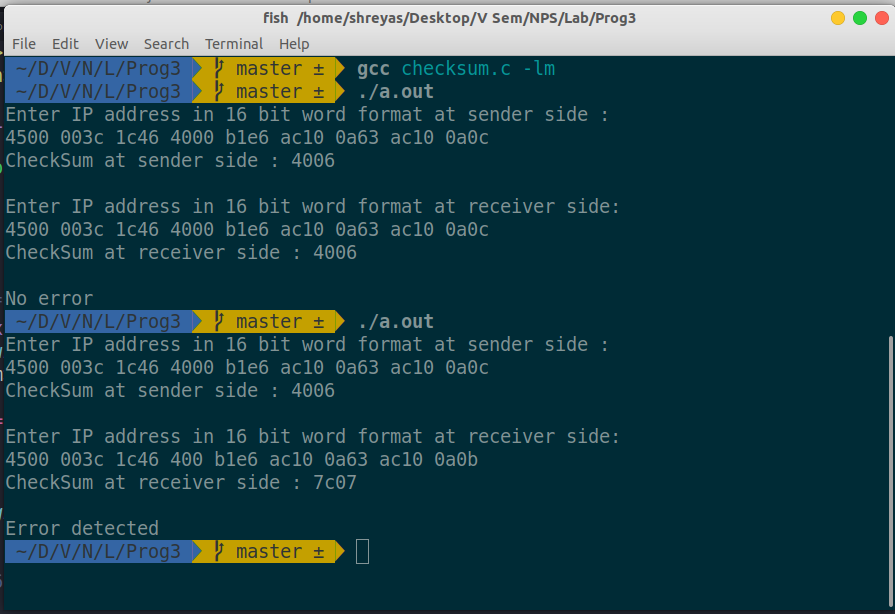 fish /home/shreyas/Desktop/V Sem/NPS/Lab/Prog3
File Edit View Search Terminal Help
~/D/V/N/L/Prog3 master ± gcc checksum.c -lm
~/D/V/N/L/Prog3 master ± ./a.out
Enter IP address in 16 bit word format at sender side :
4500 003c 1c46 4000 b1e6 ac10 0a63 ac10 0a0c
CheckSum at sender side : 4006
Enter IP address in 16 bit word format at receiver side:
4500 003c 1c46 4000 b1e6 ac10 0a63 ac10 0a0c
CheckSum at receiver side : 4006
No error
~/D/V/N/L/Prog3 master ± ./a.out
Enter IP address in 16 bit word format at sender side :
4500 003c 1c46 4000 b1e6 ac10 0a63 ac10 0a0c
CheckSum at sender side : 4006
Enter IP address in 16 bit word format at receiver side:
4500 003c 1c46 400 b1e6 ac10 0a63 ac10 0a0b
CheckSum at receiver side : 7c07
Error detected
~/D/V/N/L/Prog3 master ±